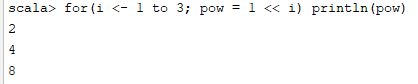 scala> for(i <- 1 to 3; pow = 1 << i) println(pow)
2
4
8